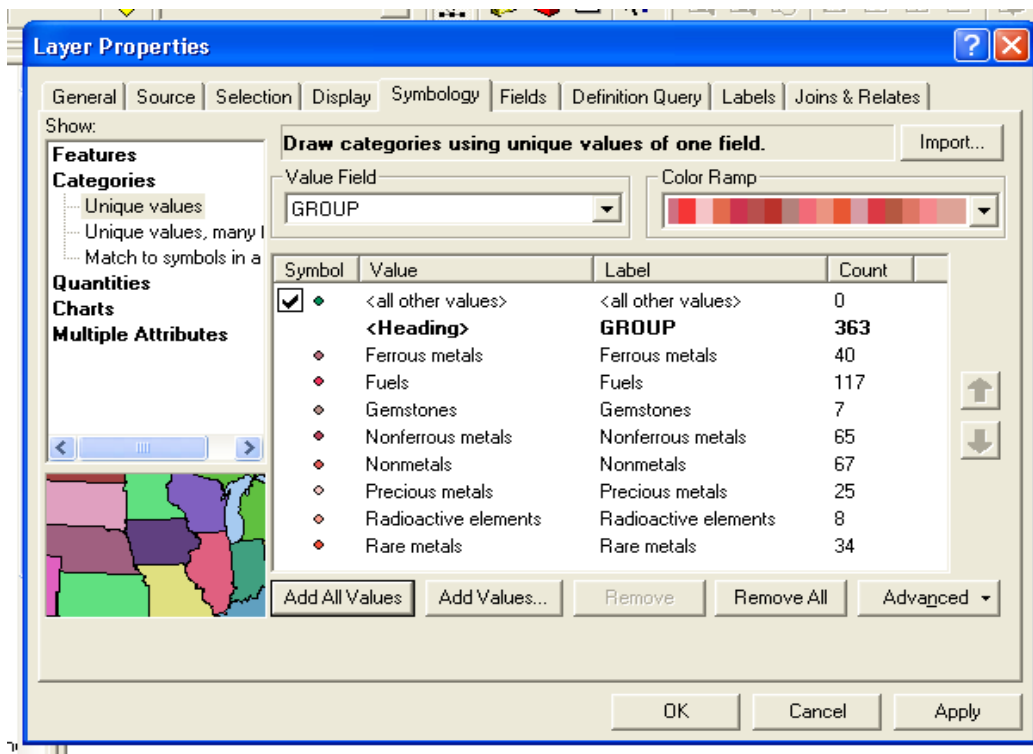 Layer Properties
General Source Selection Display Symbology Fields Definition Query Labels Joins & Relates
Show:
Features
Categories
Unique values
Unique values, many
Match to symbols in a
Quantities
Charts
Multiple Attributes
Draw categories using unique values of one field.
Import...
Value Field
GROUP
Color Ramp
Symbol Value Label Count
<all other values> <all other values> 0
<Heading> GROUP 363
Ferrous metals Ferrous metals 40
Fuels Fuels 117
Gemstones Gemstones 7
Nonferrous metals Nonferrous metals 65
Nonmetals Nonmetals 67
Precious metals Precious metals 25
Radioactive elements Radioactive elements 8
Rare metals Rare metals 34
Add All Values Add Values... Remove Remove All Advanced
OK Cancel Apply